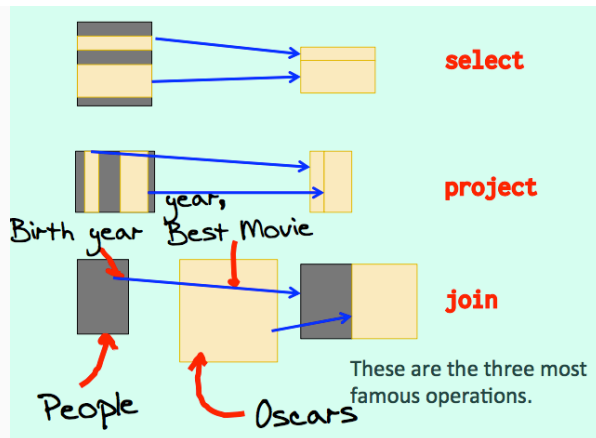 select
project
year,
Birth year
Best Movie
join
These are the three most
famous operations.
People
Oscars